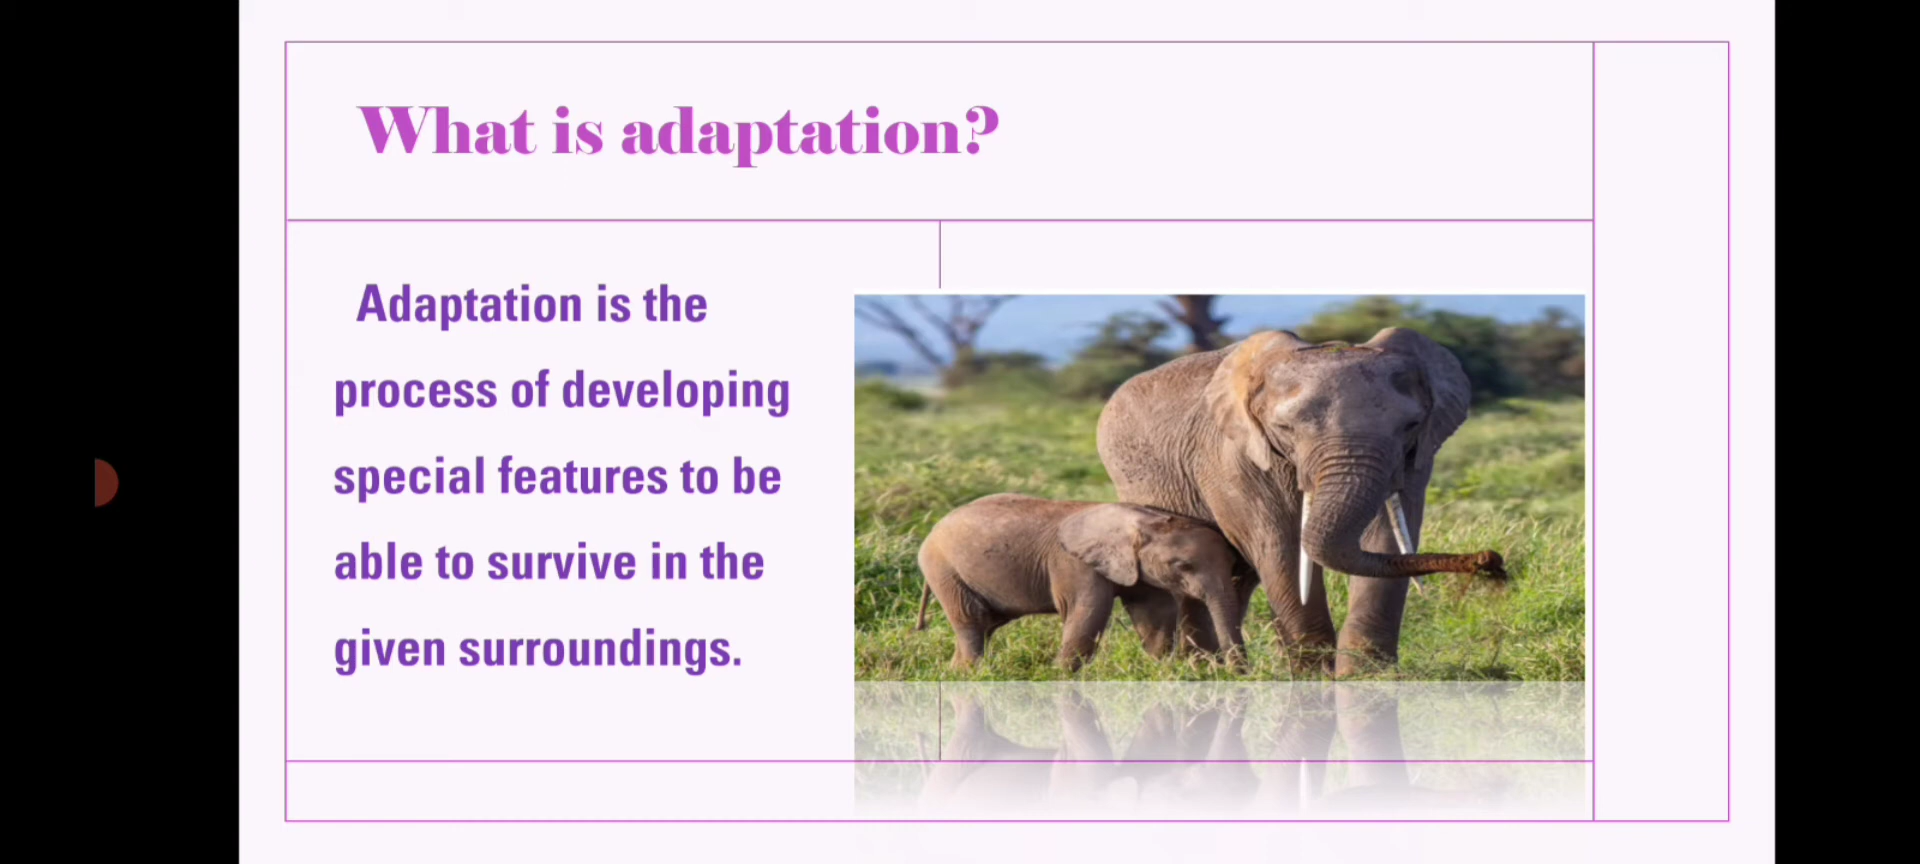 What is adaptation?
Adaptation is the
process of developing
special features to be
able to survive in the
given surroundings.